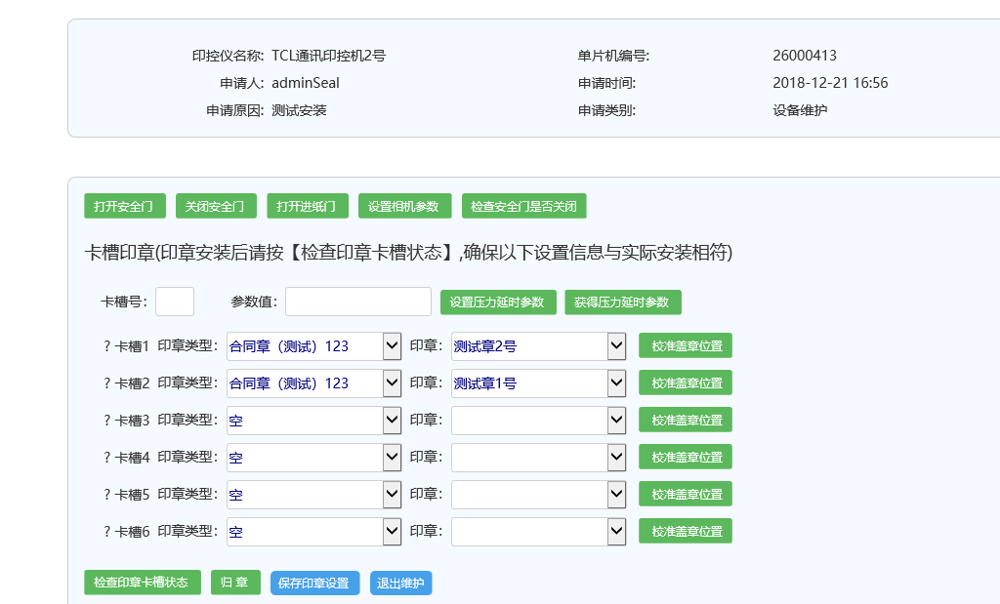 印控仪名称: TCL通讯印控机2号 单片机编号: 26000413
申请人: adminSeal 申请时间: 2018-12-21 16:56
申请原因: 测试安装 申请类别: 设备维护
打开安全门 关闭安全门 打开进纸门 设置相机参数 检查安全门是否关闭
卡槽印章(印章安装后请按【检查印章卡槽状态】,确保以下设置信息与实际安装相符)
卡槽号: 参数值: 设置压力延时参数 获得压力延时参数
? 卡槽1 印章类型: 合同章（测试）123 印章: 测试章2号 校准盖章位置
? 卡槽2 印章类型: 合同章（测试）123 印章: 测试章1号 校准盖章位置
? 卡槽3 印章类型: 空 印章: 校准盖章位置
? 卡槽4 印章类型: 空 印章: 校准盖章位置
? 卡槽5 印章类型: 空 印章: 校准盖章位置
? 卡槽6 印章类型: 空 印章: 校准盖章位置
检查印章卡槽状态 归 章 保存印章设置 退出维护